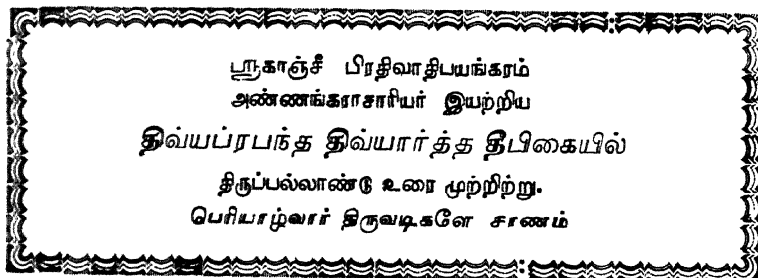 ஸ்ரீகாஞ்சீ பிரதிவாதிபயங்கரம்
அண்ணங்கராசாரியர் இயற்றிய
திவ்யப்ரபந்த திவ்யார்த்த தீபிகையில்
திருப்பல்லாண்டு உரை முற்றிற்று.
பெரியாழ்வார் திருவடிகளே சரணம்